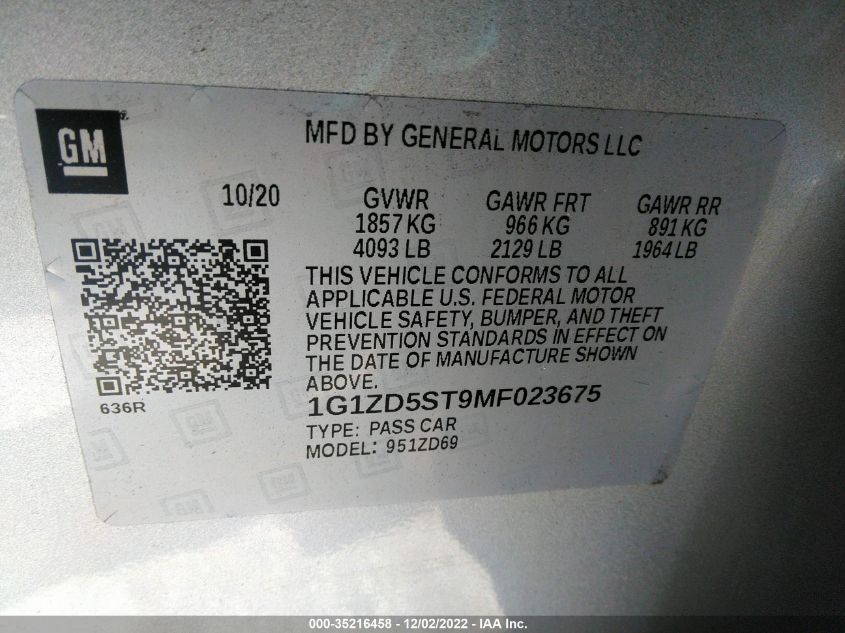 GM
MFD BY GENERAL MOTORS LLC
10/20 GVWR GAWR FRT GAWR RR
1857 KG 966 KG 891 KG
4093 LB 2129 LB 1964 LB
THIS VEHICLE CONFORMS TO ALL
APPLICABLE U.S. FEDERAL MOTOR
VEHICLE SAFETY, BUMPER, AND THEFT
PREVENTION STANDARDS IN EFFECT ON
THE DATE OF MANUFACTURE SHOWN
ABOVE.
636R
1G1ZD5ST9MF023675
TYPE: PASS CAR
MODEL: 951ZD69
000-35216458 - 12/02/2022 - IAA Inc.